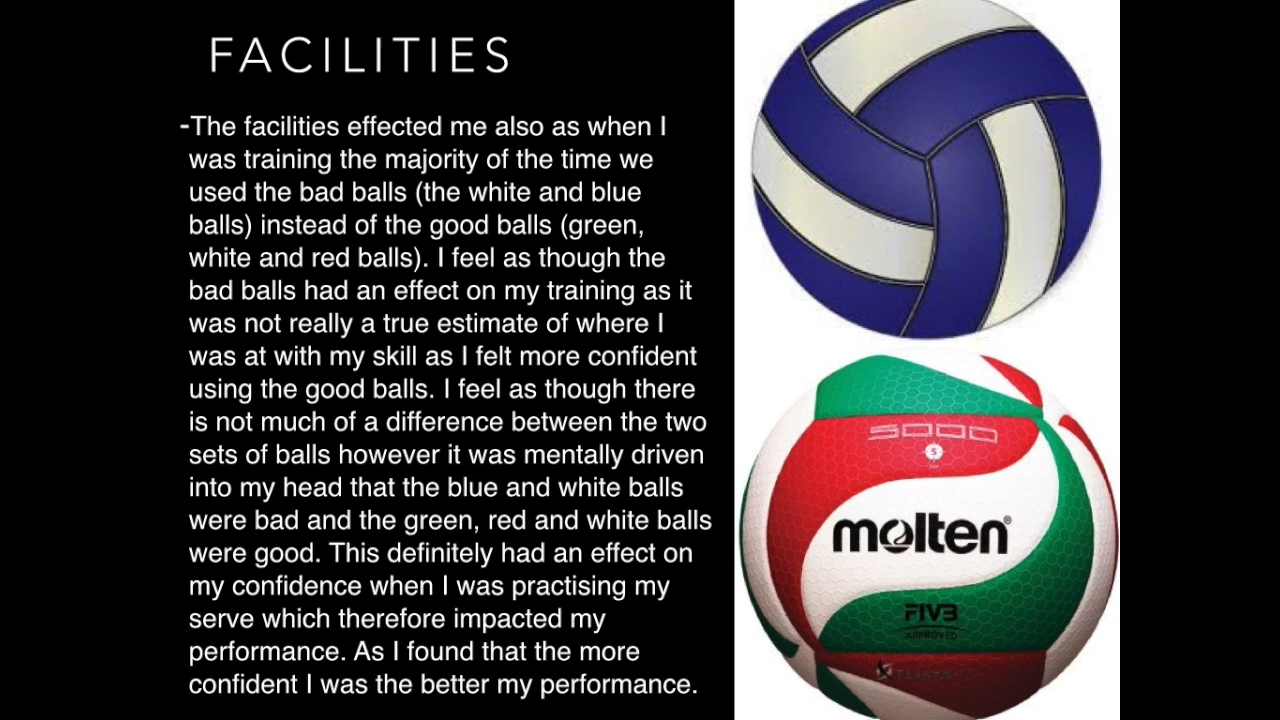 FACILITIES
-The facilities effected me also as when I
was training the majority of the time we
used the bad balls (the white and blue
balls) instead of the good balls (green,
white and red balls). I feel as though the
bad balls had an effect on my training as it
was not really a true estimate of where I
was at with my skill as I felt more confident
using the good balls. I feel as though there
is not much of a difference between the two
sets of balls however it was mentally driven
into my head that the blue and white balls
were bad and the green, red and white balls
were good. This definitely had an effect on
my confidence when I was practising my
serve which therefore impacted my
performance. As I found that the more
confident I was the better my performance.
5000
5
molten®
FIVB
APPROVED